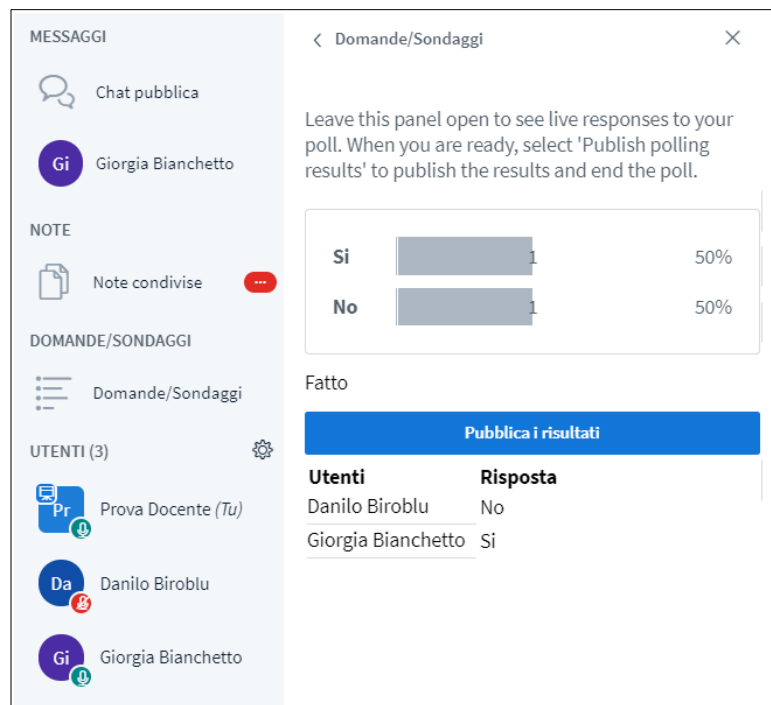 MESSAGGI
Chat pubblica
Gi
Giorgia Bianchetto
NOTE
Note condivise
DOMANDE/SONDAGGI
Domande/Sondaggi
UTENTI (3)
Pr
Prova Docente (Tu)
Da
Danilo Biroblu
Gi
Giorgia Bianchetto
Domande/Sondaggi
Leave this panel open to see live responses to your
poll. When you are ready, select 'Publish polling
results' to publish the results and end the poll.
Si 1 50%
No 1 50%
Fatto
Pubblica i risultati
Utenti Risposta
Danilo Biroblu No
Giorgia Bianchetto Si